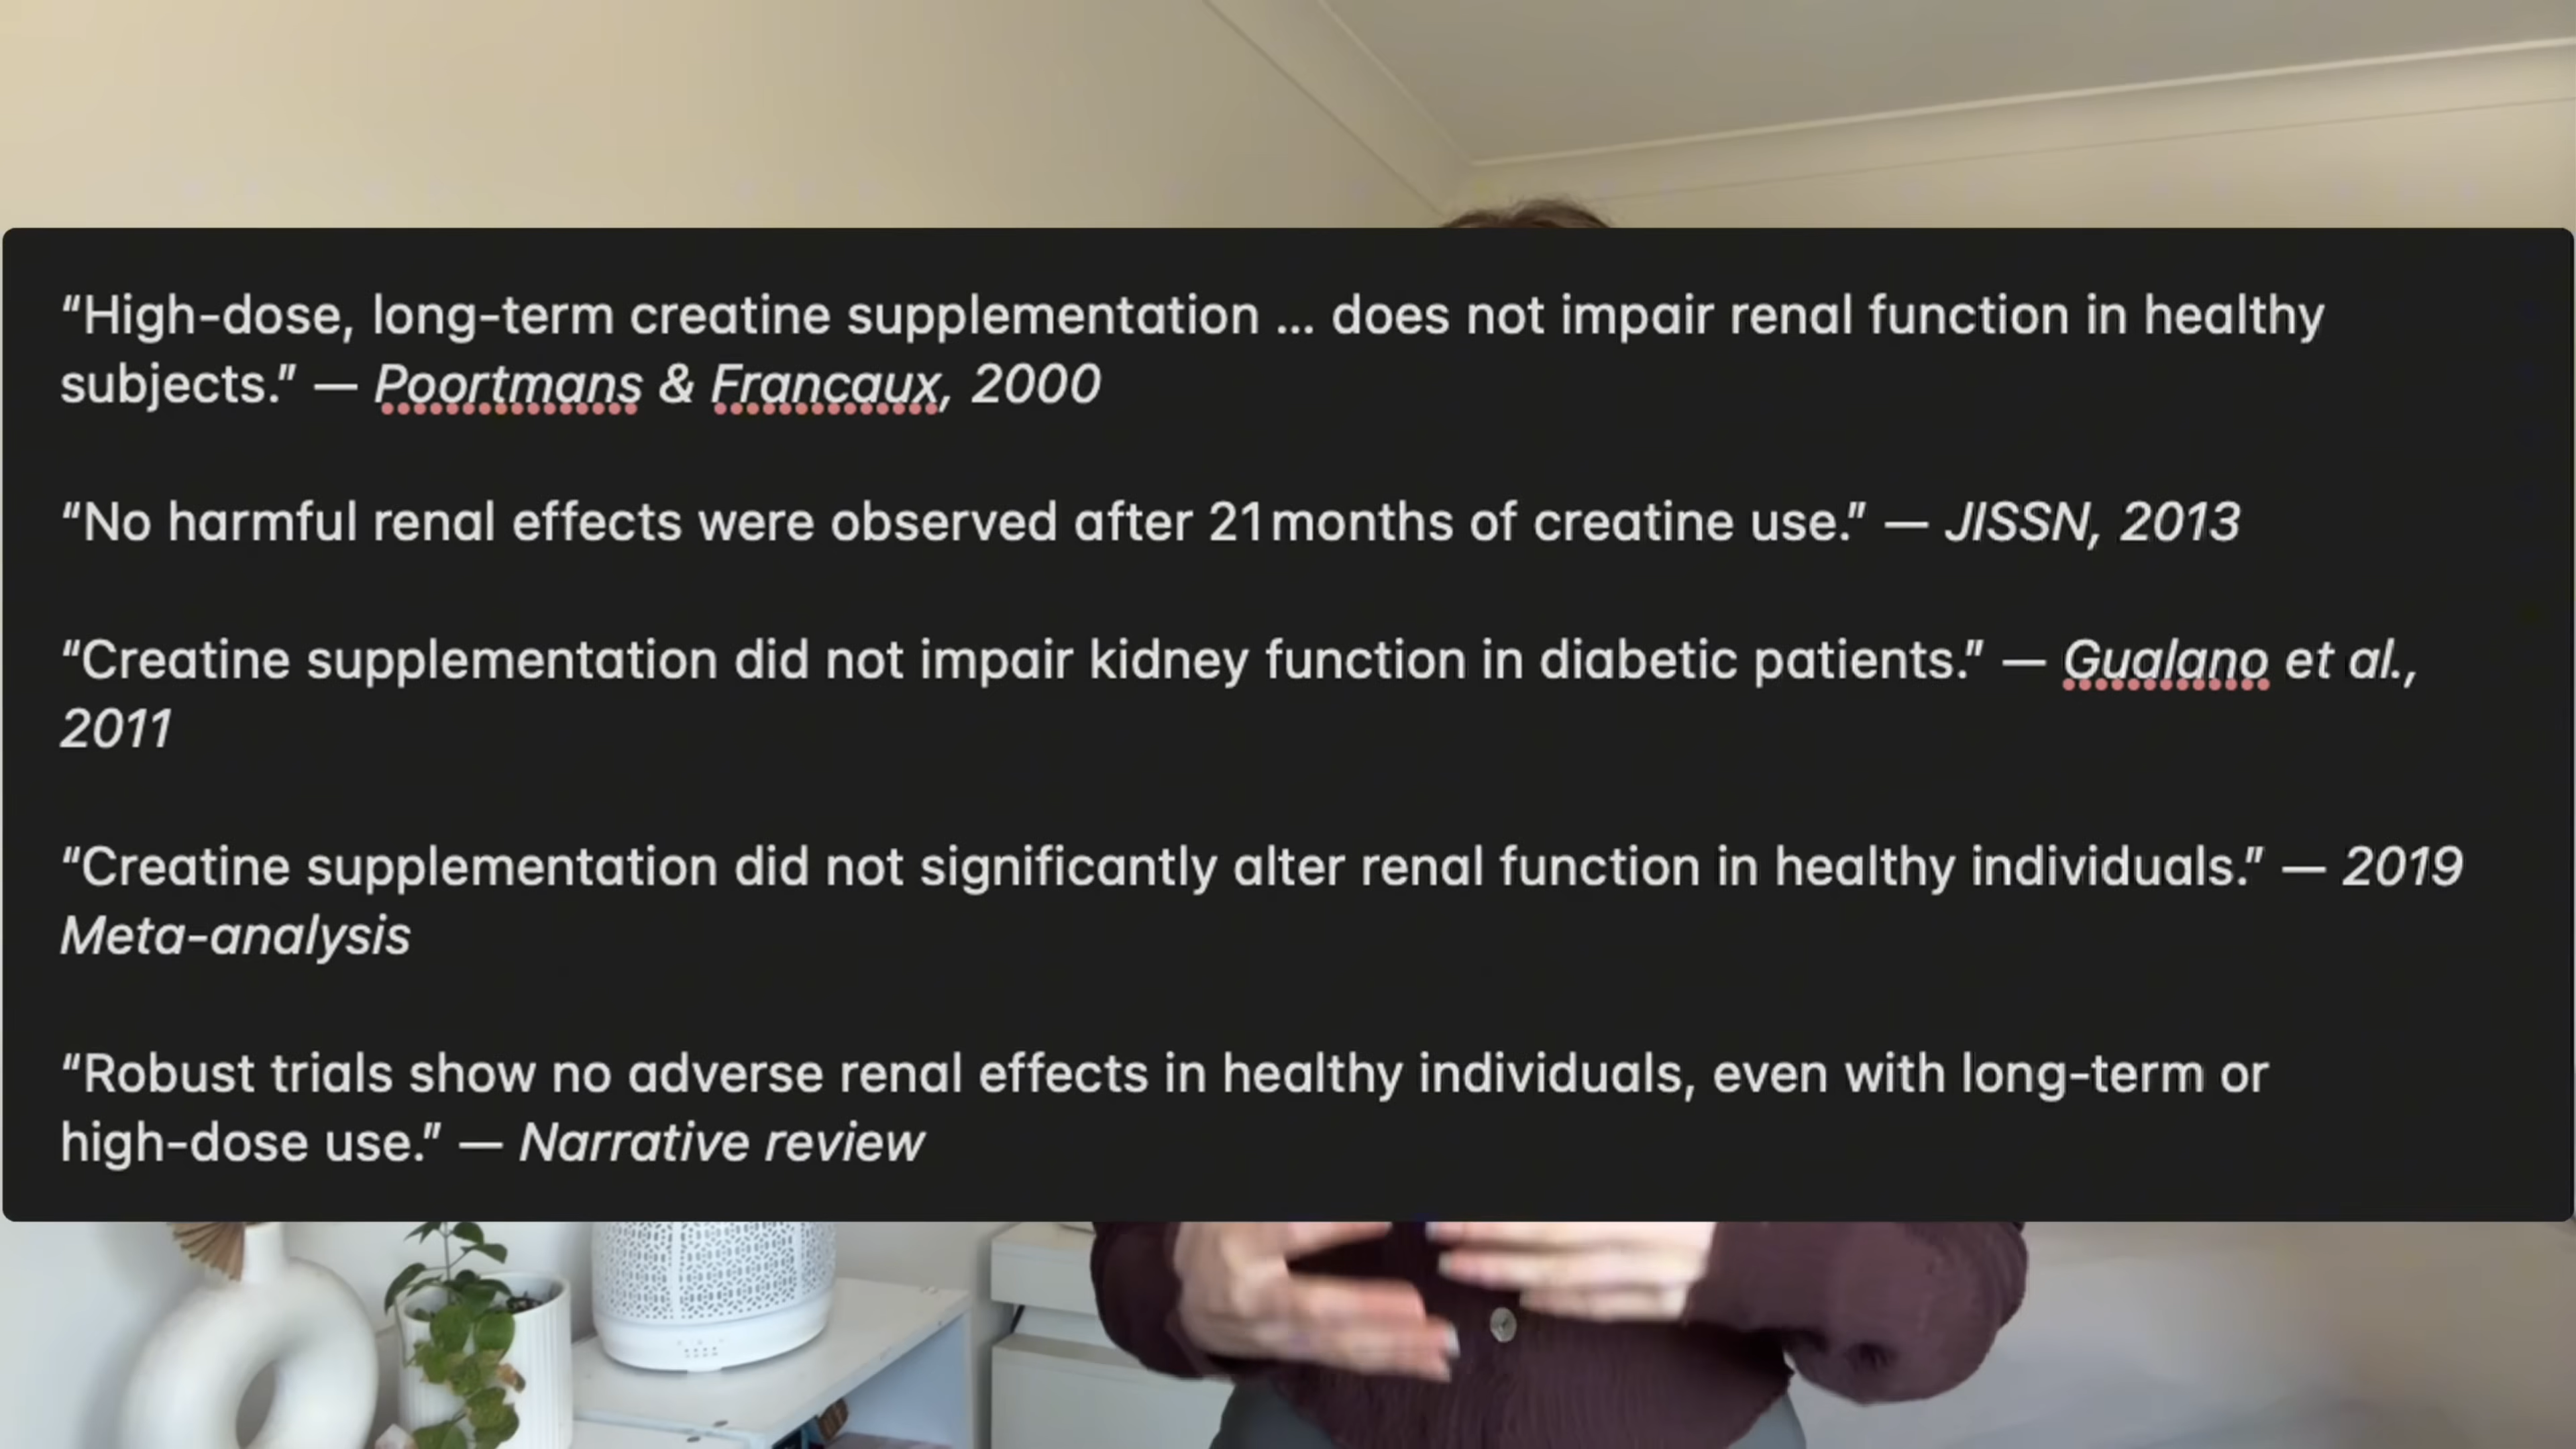 “High-dose, long-term creatine supplementation ... does not impair renal function in healthy
subjects.” — Poortmans & Francaux, 2000
“No harmful renal effects were observed after 21 months of creatine use.” — JISSN, 2013
“Creatine supplementation did not impair kidney function in diabetic patients.” — Gualano et al.,
2011
“Creatine supplementation did not significantly alter renal function in healthy individuals.” — 2019
Meta-analysis
“Robust trials show no adverse renal effects in healthy individuals, even with long-term or
high-dose use.” — Narrative review